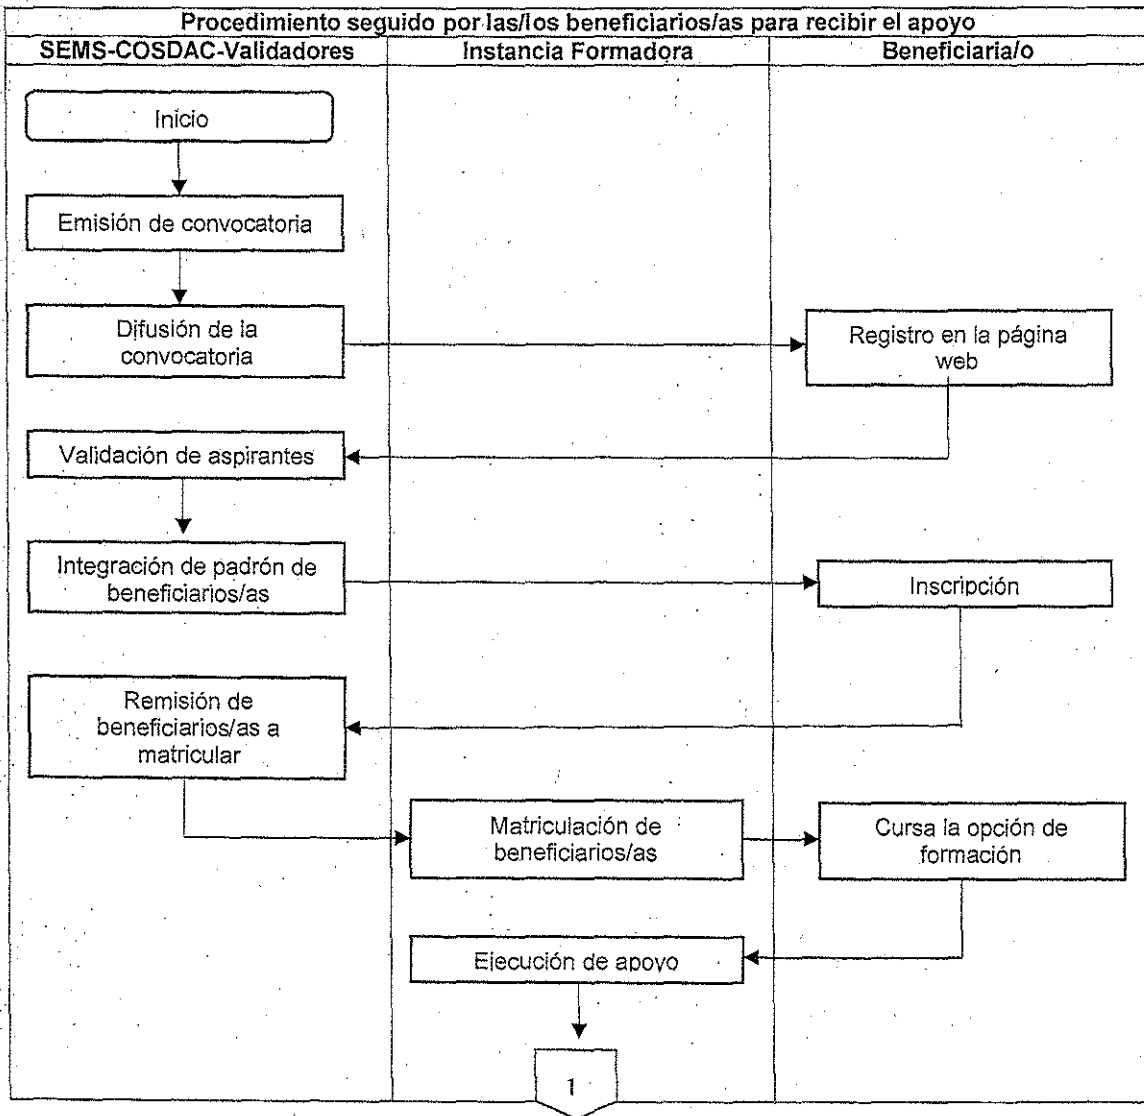 Procedimiento seguido por las/los beneficiarios/as para recibir el apoyo
SEMS-COSDAC-Validadores
Instancia Formadora
Beneficiaria/o
Inicio
Emisión de convocatoria
Difusión de la
convocatoria
Registro en la página
web
Validación de aspirantes
Integración de padrón de
beneficiarios/as
Inscripción
Remisión de
beneficiarios/as a
matricular
Matriculación de
beneficiarios/as
Cursa la opción de
formación
Ejecución de apoyo
1